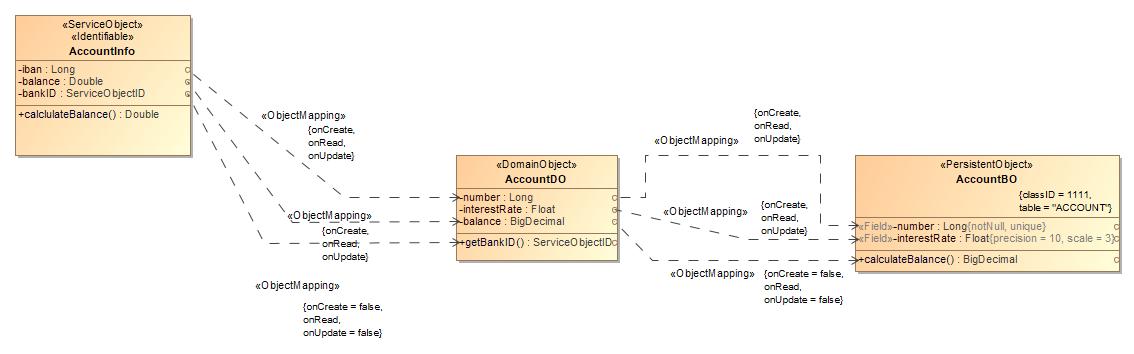 «ServiceObject»
«Identifiable»
AccountInfo
-iban : Long
-balance : Double
-bankID : ServiceObjectID
+calclulateBalance() : Double
«ObjectMapping»
{onCreate,
onRead,
onUpdate}
«ObjectMapping»
{onCreate,
onRead,
onUpdate}
«ObjectMapping»
{onCreate = false,
onRead,
onUpdate = false}
«DomainObject»
AccountDO
-number : Long
-interestRate : Float
-balance : BigDecimal
+getBankID() : ServiceObjectID
«ObjectMapping»
{onCreate,
onRead,
onUpdate}
«ObjectMapping»
{onCreate,
onRead,
onUpdate}
«ObjectMapping»
{onCreate = false,
onRead,
onUpdate = false}
«PersistentObject»
AccountBO
{classID = 1111,
table = "ACCOUNT"}
«Field»-number : Long{notNull, unique}
«Field»-interestRate : Float{precision = 10, scale = 3}
+calculateBalance() : BigDecimal